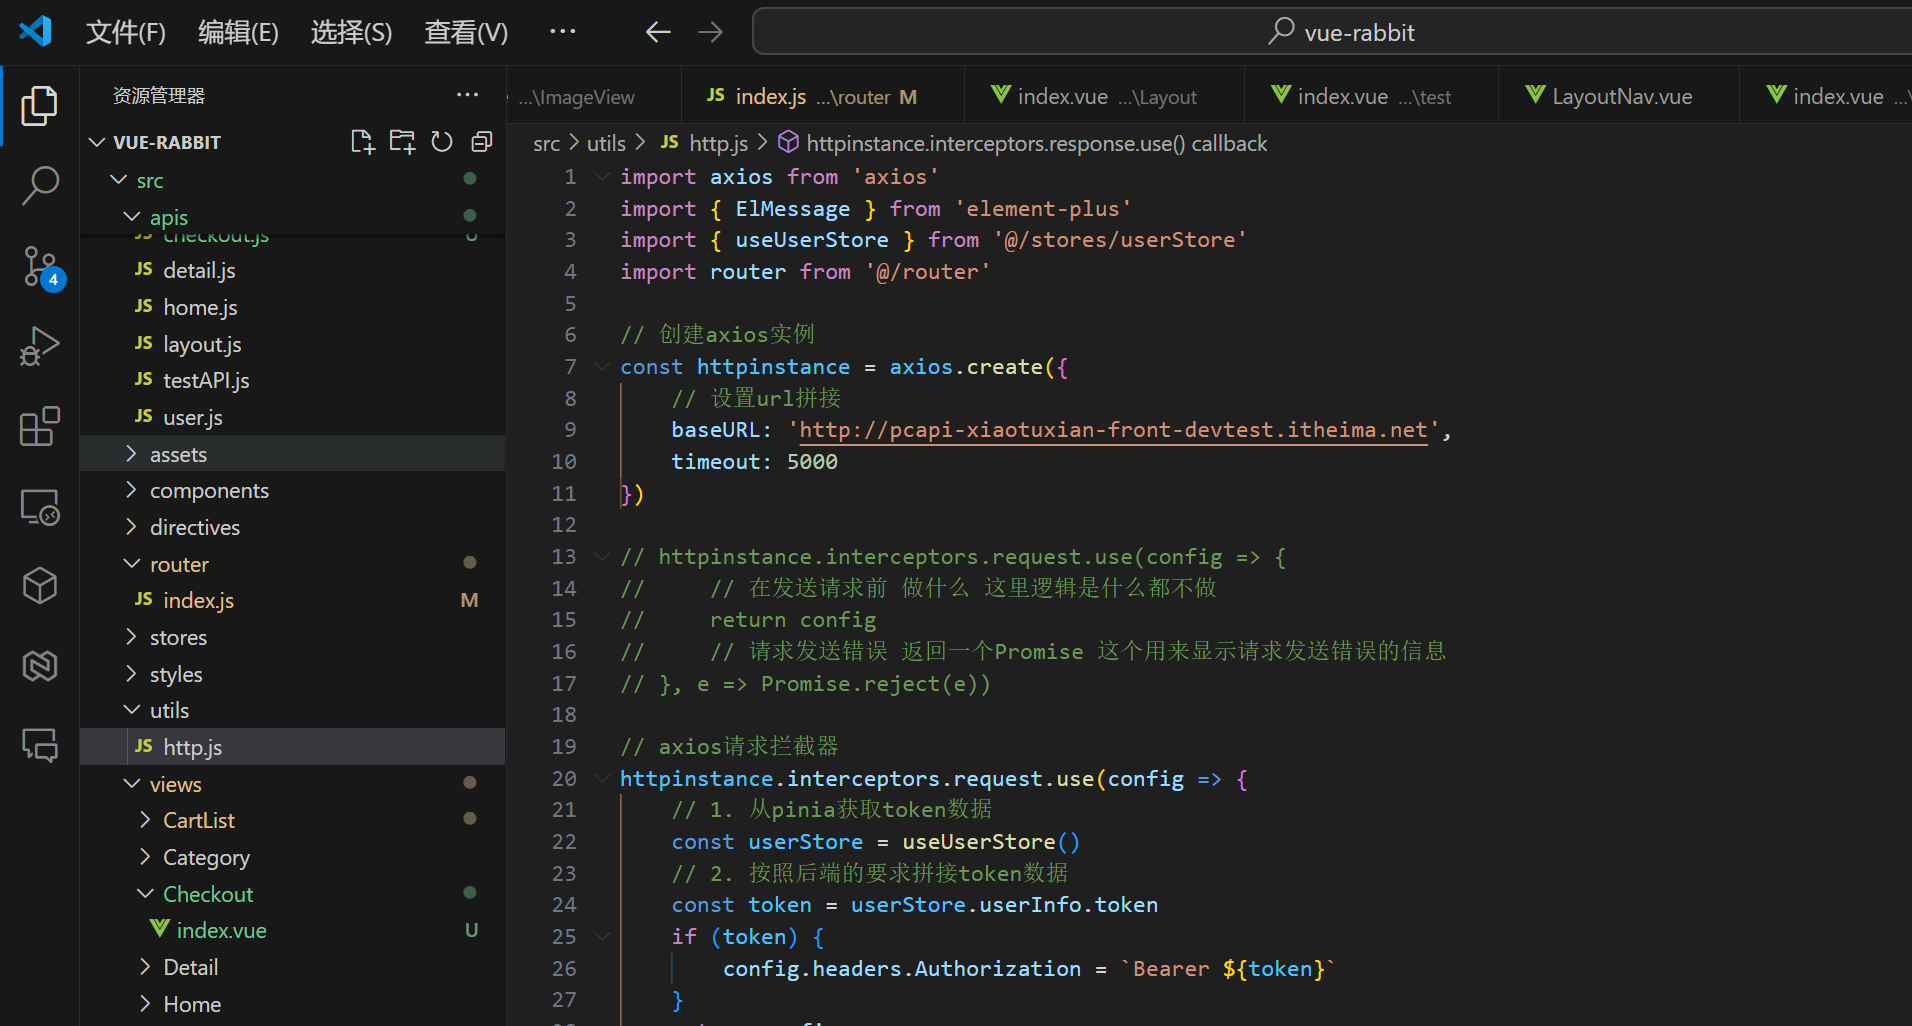 文件(F) 编辑(E) 选择(S) 查看(V) ··· vue-rabbit
资源管理器 ···
VUE-RABBIT
src
apis
checkout.js U
JS detail.js
JS home.js
JS layout.js
JS testAPI.js
JS user.js
assets
components
directives
router
JS index.js M
stores
styles
utils
JS http.js
views
CartList
Category
Checkout
index.vue U
Detail
Home
4
...\ImageView JS index.js ...\router M index.vue ...\Layout index.vue ...\test LayoutNav.vue index.vue
src > utils > JS http.js > httpinstance.interceptors.response.use() callback
1 import axios from 'axios'
2 import { ElMessage } from 'element-plus'
3 import { useUserStore } from '@/stores/userStore'
4 import router from '@/router'
5
6 // 创建axios实例
7 const httpinstance = axios.create({
8 // 设置url拼接
9 baseURL: 'http://pcapi-xiaotuxian-front-devtest.itheima.net',
10 timeout: 5000
11 })
12
13 // httpinstance.interceptors.request.use(config => {
14 // // 在发送请求前 做什么 这里逻辑是什么都不做
15 // return config
16 // // 请求发送错误 返回一个Promise 这个用来显示请求发送错误的信息
17 // }, e => Promise.reject(e))
18
19 // axios请求拦截器
20 httpinstance.interceptors.request.use(config => {
21 // 1. 从pinia获取token数据
22 const userStore = useUserStore()
23 // 2. 按照后端的要求拼接token数据
24 const token = userStore.userInfo.token
25 if (token) {
26 config.headers.Authorization = `Bearer ${token}`
27 }